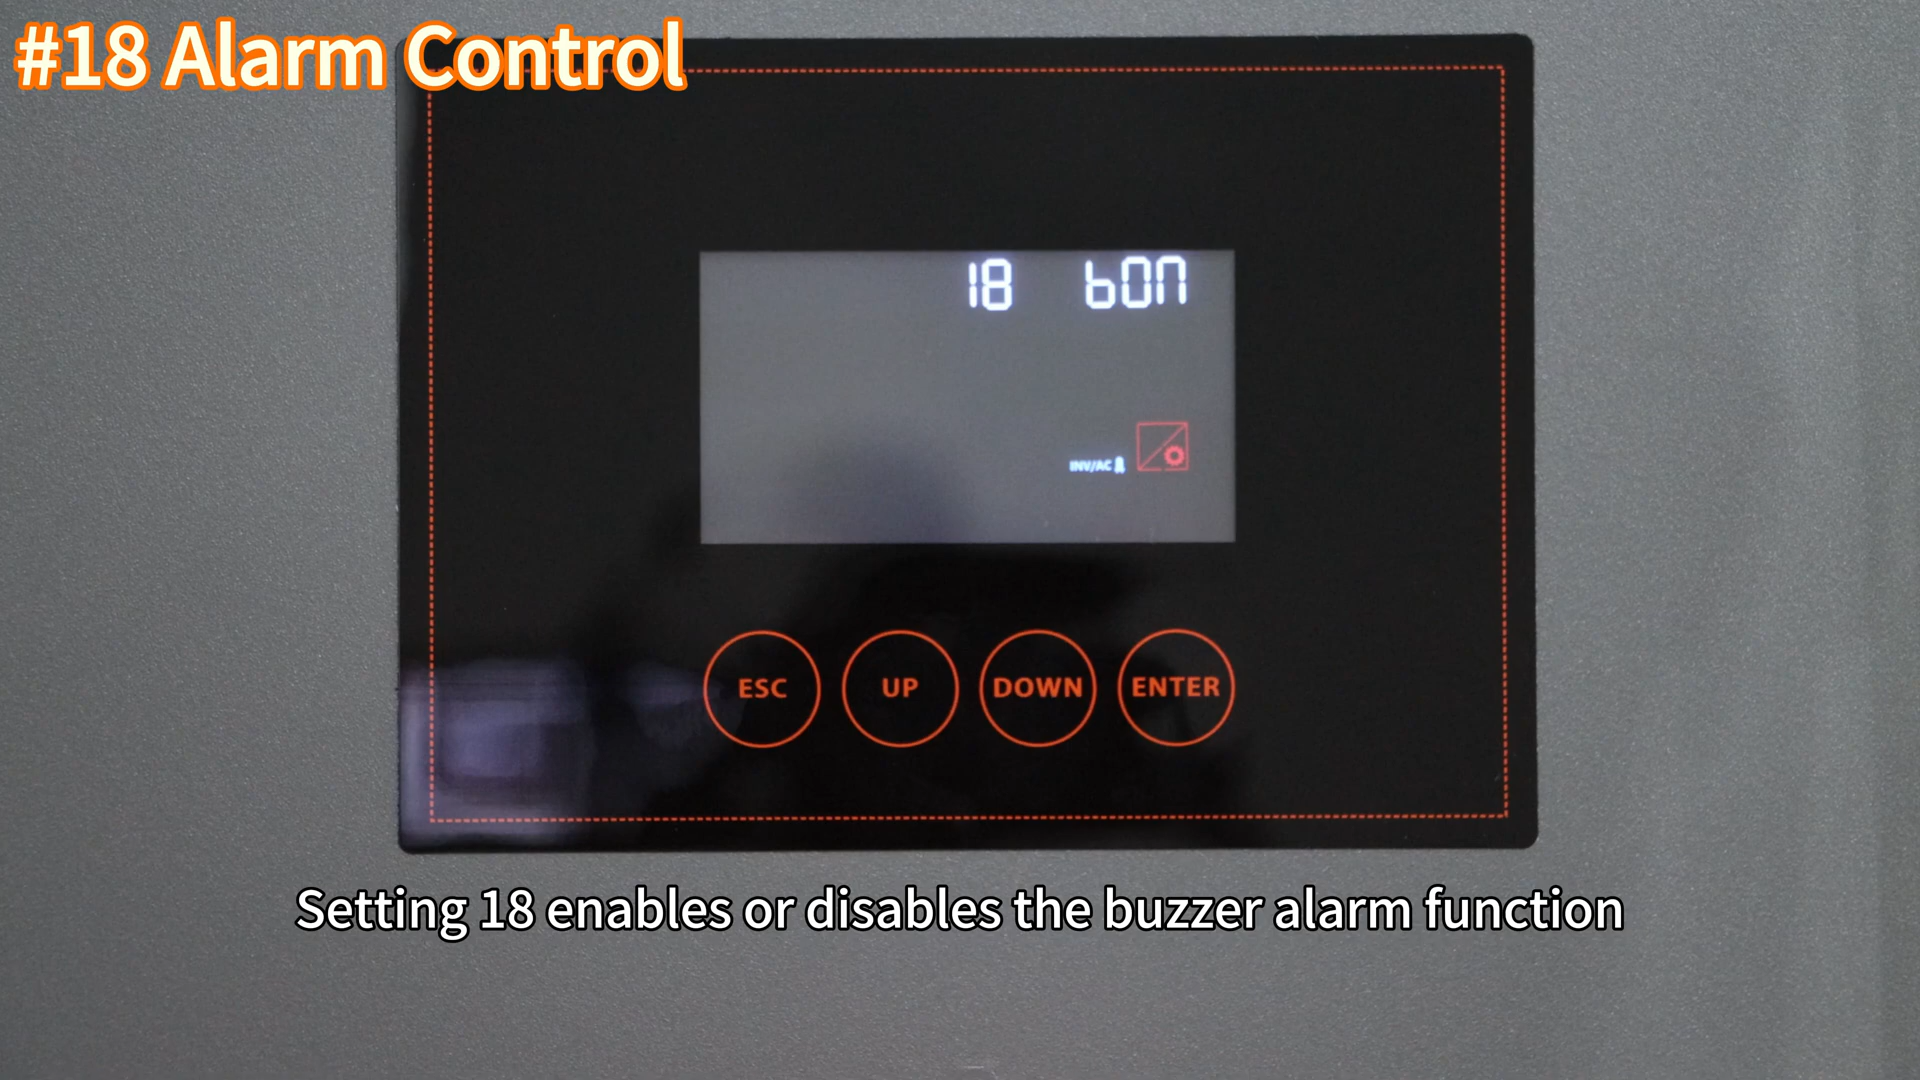 #18 Alarm Control
18 bON
INV/AC
ESC UP DOWN ENTER
Setting 18 enables or disables the buzzer alarm function